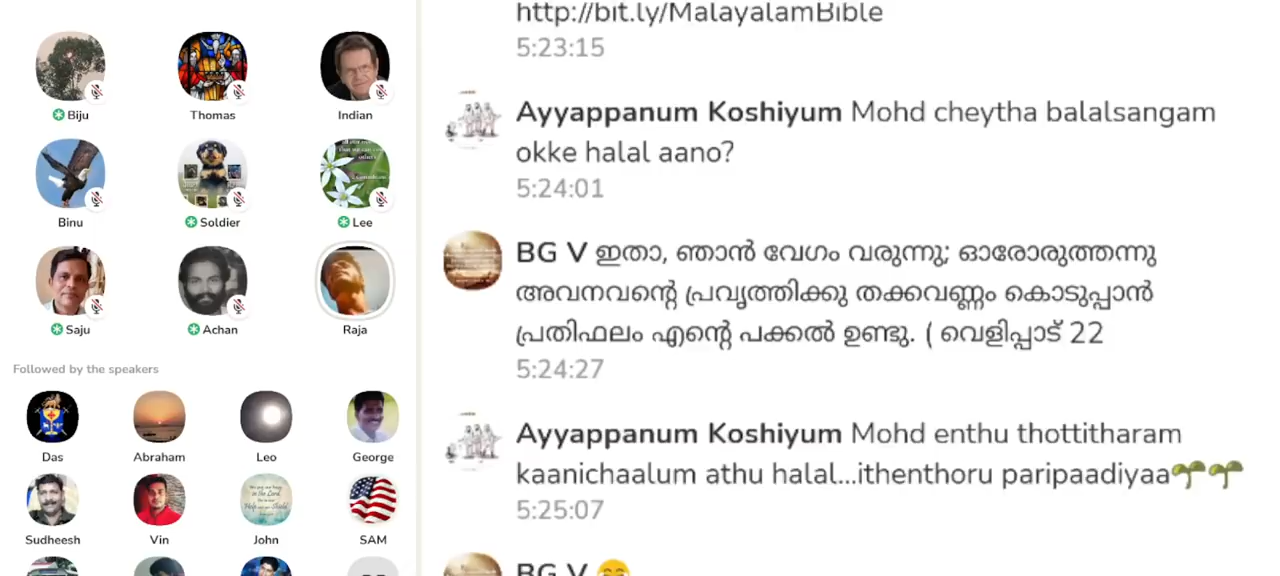 Biju
Thomas
Indian
Binu
Soldier
Lee
Saju
Achan
Raja
Followed by the speakers
Das
Abraham
Leo
George
Sudheesh
Vin
John
SAM
http://bit.ly/MalayalamBible
5:23:15
Ayyappanum Koshiyum Mohd cheytha balalsangam
okke halal aano?
5:24:01
BG V ഇതാ, ഞാൻ വേഗം വരുന്നു; ഓരോരുത്തന്നു
അവനവന്റെ പ്രവൃത്തിക്കു തക്കവണ്ണം കൊടുപ്പാൻ
പ്രതിഫലം എന്റെ പക്കൽ ഉണ്ടു. ( വെളിപ്പാട് 22
5:24:27
Ayyappanum Koshiyum Mohd enthu thottitharam
kaanichaalum athu halal...ithenthoru paripaadiyaa🌱🌱
5:25:07
BG V 😁